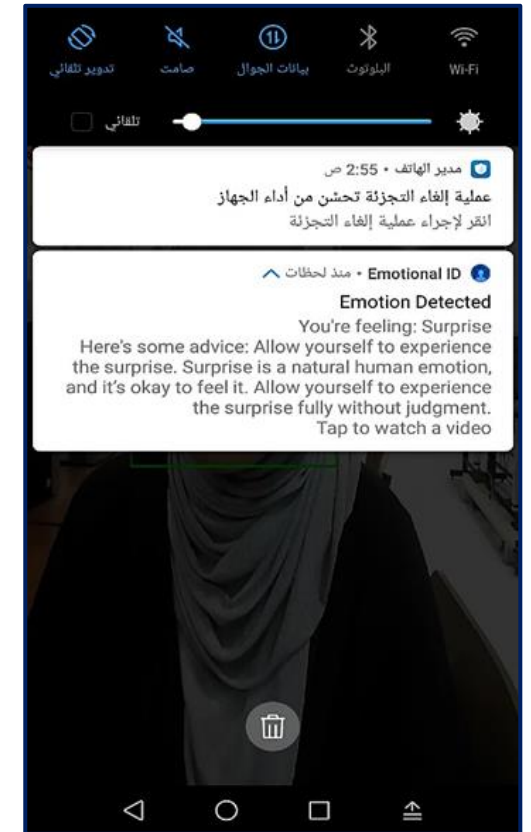 تدوير تلقائي صامت بيانات الجوال البلوتوث Wi-Fi
تلقائي
مدير الهاتف • 2:55 ص
عملية إلغاء التجزئة تحسّن من أداء الجهاز
انقر لإجراء عملية إلغاء التجزئة
Emotional ID • منذ لحظات
Emotion Detected
You're feeling: Surprise
Here's some advice: Allow yourself to experience
the surprise. Surprise is a natural human emotion,
and it's okay to feel it. Allow yourself to experience
the surprise fully without judgment.
Tap to watch a video